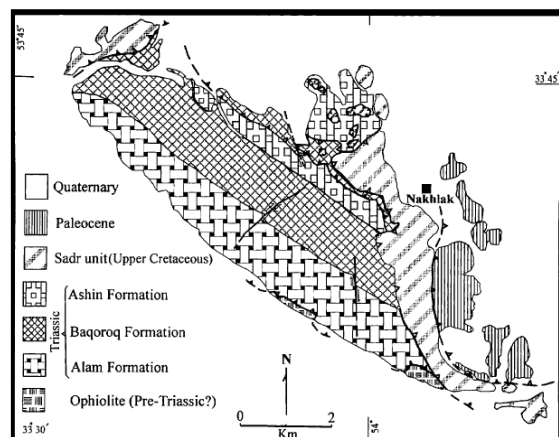 53°45'
33°45'
Nakhlak
Quaternary
Paleocene
Sadr unit(Upper Cretaceous)
Triassic
Ashin Formation
Baqoroq Formation
Alam Formation
Ophiolite (Pre-Triassic?)
N
0 2
Km
33°30'
54°